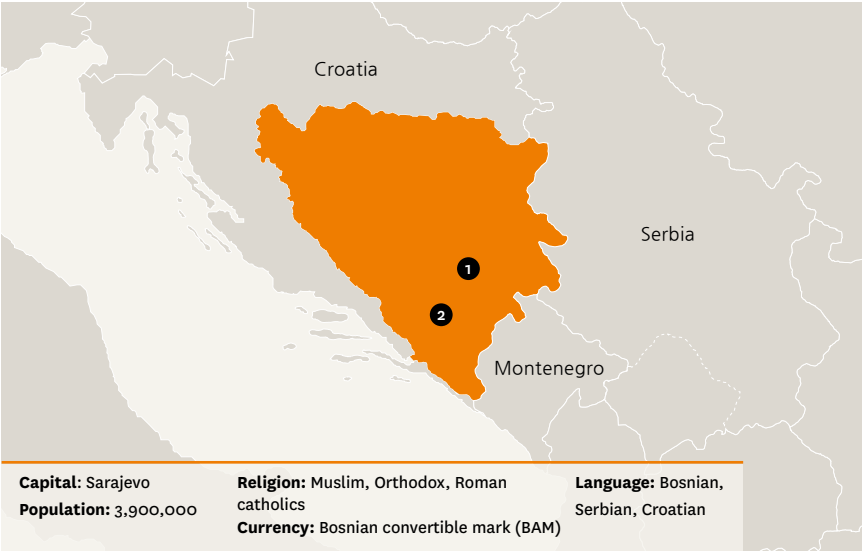 Croatia
Serbia
1
2
Montenegro
Capital: Sarajevo
Population: 3,900,000
Religion: Muslim, Orthodox, Roman
catholics
Currency: Bosnian convertible mark (BAM)
Language: Bosnian,
Serbian, Croatian